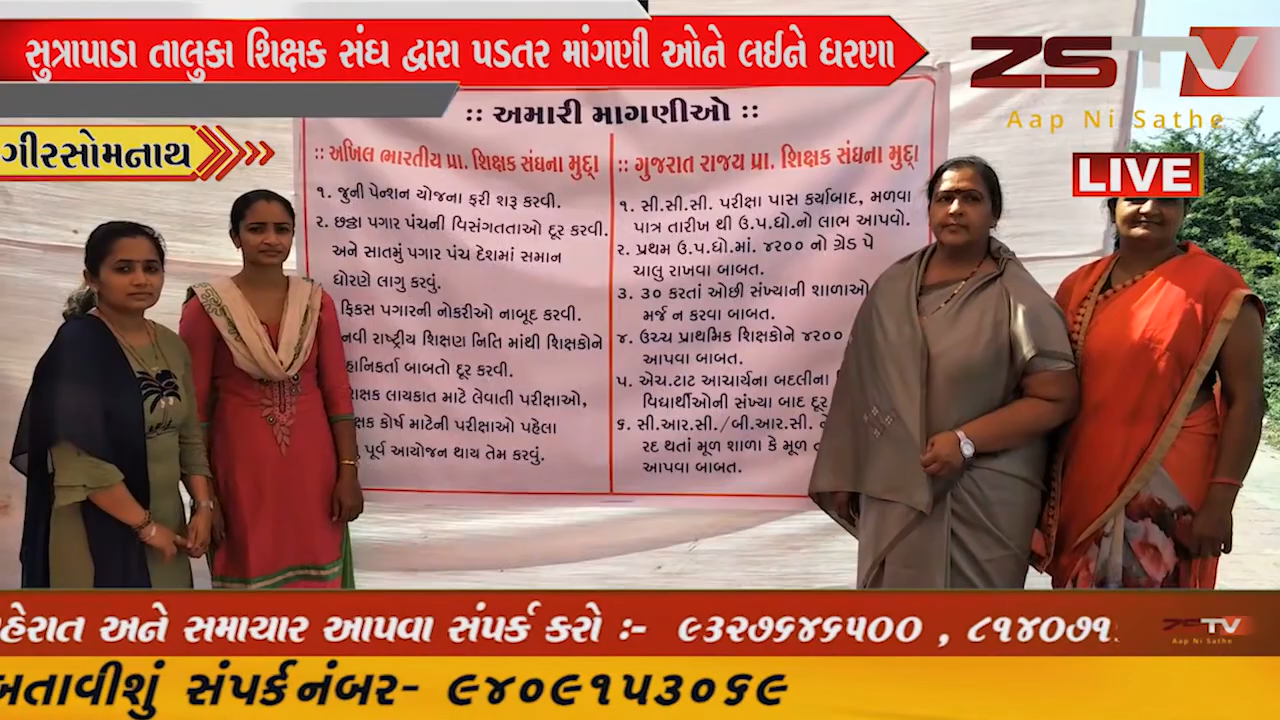 સુત્રાપાડા તાલુકા શિક્ષક સંઘ દ્વારા પડતર માંગણી ઓને લઈને ધરણા
ZSTV
Aap Ni Sathe
ગીરસોમનાથ
LIVE
:: અમારી માગણીઓ ::
:: અખિલ ભારતીય પ્રા. શિક્ષક સંઘના મુદ્દા
૧. જુની પેન્શન યોજના ફરી શરૂ કરવી.
૨. છઠ્ઠા પગાર પંચની વિસંગતતાઓ દૂર કરવી.
અને સાતમું પગાર પંચ દેશમાં સમાન
ધોરણે લાગુ કરવું.
ફિકસ પગારની નોકરીઓ નાબૂદ કરવી.
નવી રાષ્ટ્રીય શિક્ષણ નિતિ માંથી શિક્ષકોને
હાનિકર્તા બાબતો દૂર કરવી.
લાયકાત માટે લેવાતી પરીક્ષાઓ,
કોર્ષ માટેની પરીક્ષાઓ પહેલા
પૂર્વ આયોજન થાય તેમ કરવું.
:: ગુજરાત રાજય પ્રા. શિક્ષક સંઘના મુદ્દા
૧. સી.સી.સી. પરીક્ષા પાસ કર્યાબાદ, મળવા
પાત્ર તારીખ થી ઉ.પ.ધો.નો લાભ આપવો.
૨. પ્રથમ ઉ.પ.ધો.માં. ૪૨૦૦ નો ગ્રેડ પે
ચાલુ રાખવા બાબત.
૩. ૩૦ કરતાં ઓછી સંખ્યાની શાળાઓ
મર્જ ન કરવા બાબત.
૪. ઉચ્ચ પ્રાથમિક શિક્ષકોને ૪૨૦૦
આપવા બાબત.
૫. એચ.ટાટ આચાર્યના બદલીના
વિદ્યાર્થીઓની સંખ્યા બાદ દૂર
૬. સી.આર.સી./બી.આર.સી.
રદ થતાં મૂળ શાળા કે મૂળ
આપવા બાબત.
હેરાત અને સમાચાર આપવા સંપર્ક કરો :- ૯૩૨૭૬૪૬૫૦૦ , ૮૧૪૦૭૧
ZSTV
Aap Ni Sathe
બતાવીશું સંપર્ક નંબર- ૯૪૦૯૧૫૩૦૬૯